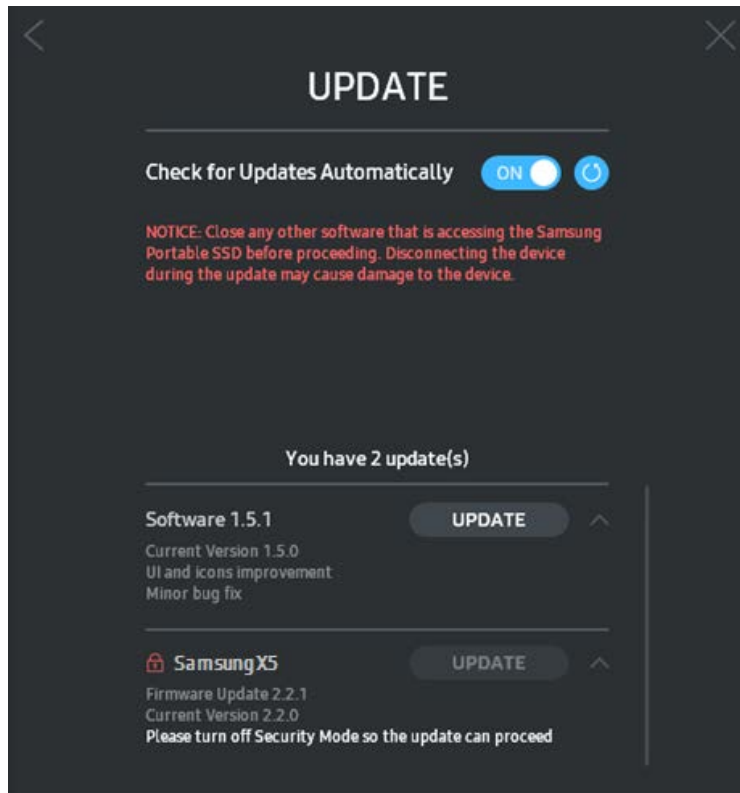 UPDATE
Check for Updates Automatically ON
NOTICE: Close any other software that is accessing the Samsung
Portable SSD before proceeding. Disconnecting the device
during the update may cause damage to the device.
You have 2 update(s)
Software 1.5.1 UPDATE
Current Version 1.5.0
UI and icons improvement
Minor bug fix
Samsung X5 UPDATE
Firmware Update 2.2.1
Current Version 2.2.0
Please turn off Security Mode so the update can proceed